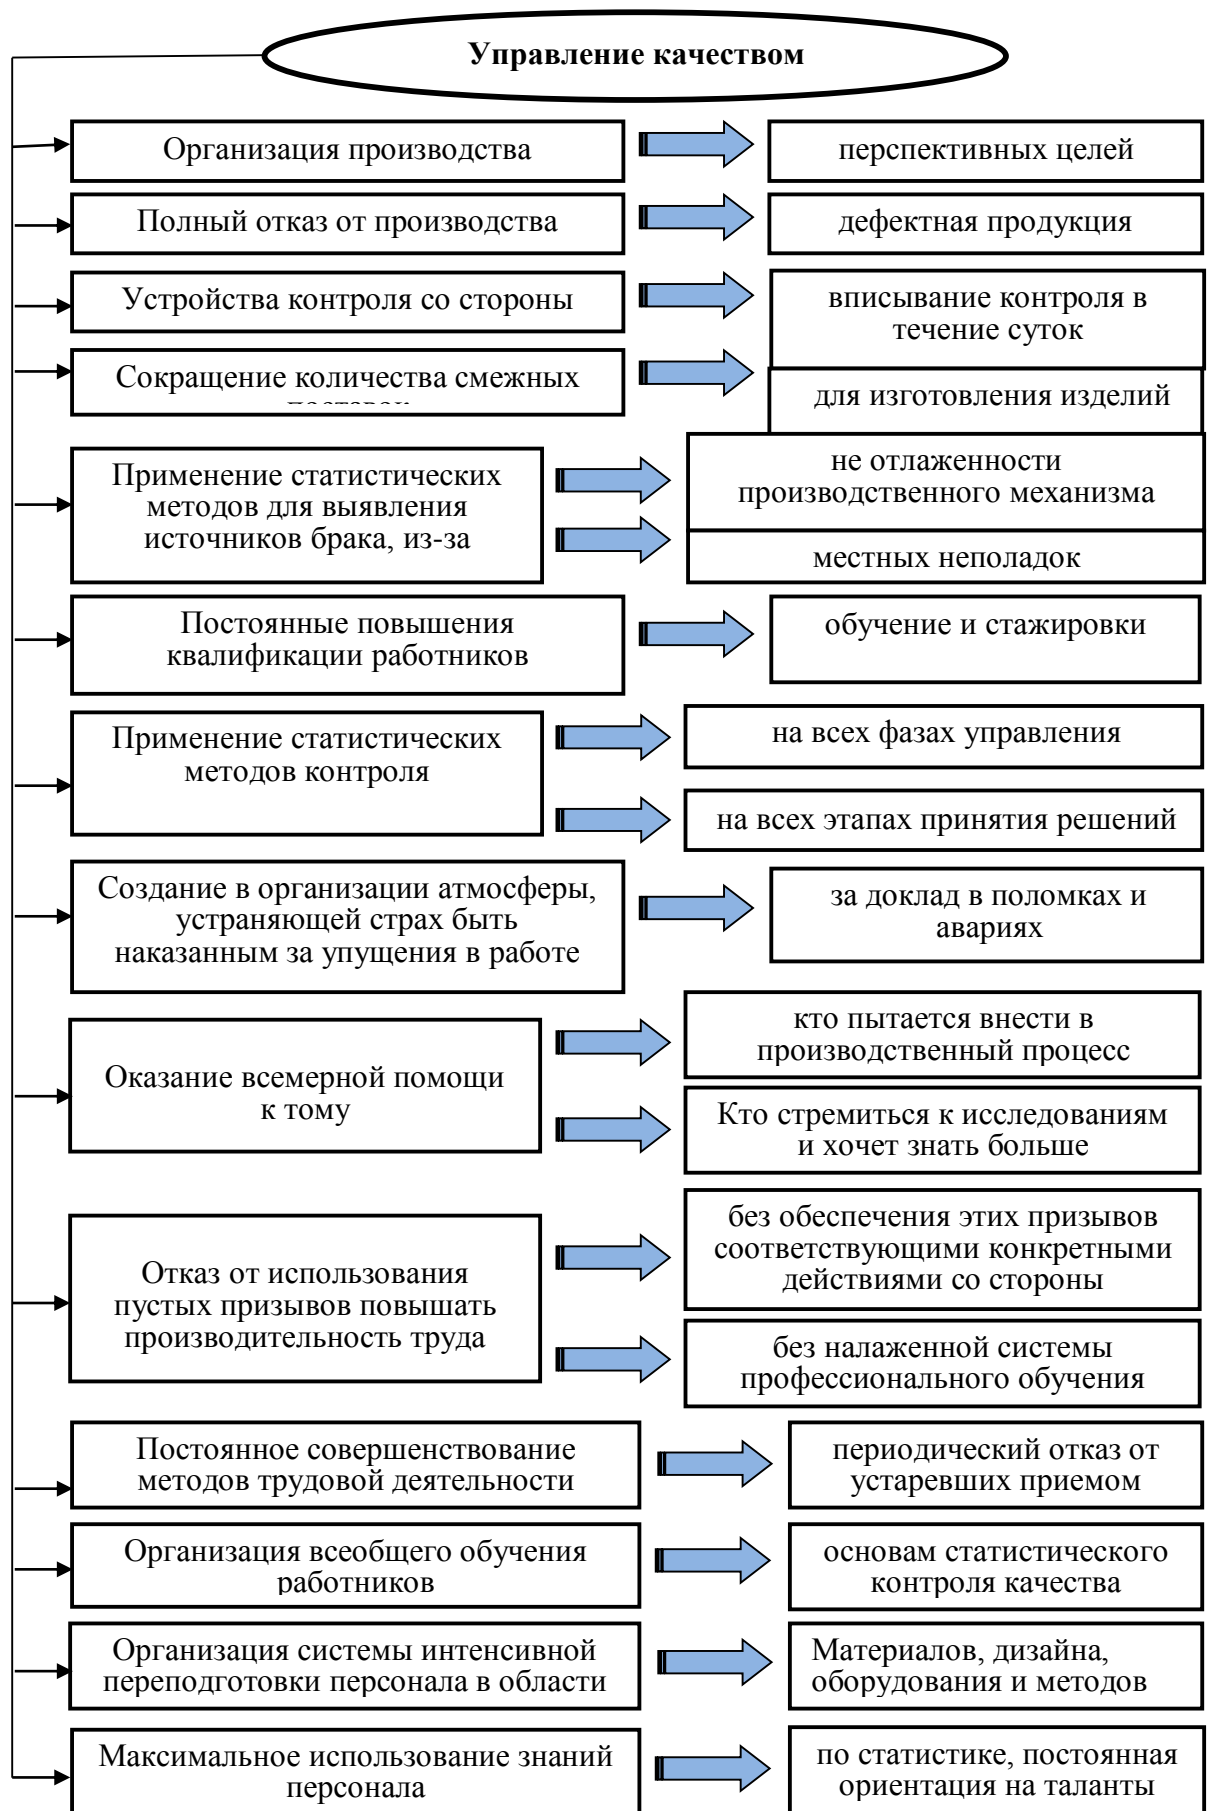 Управление качеством
Организация производства
перспективных целей
Полный отказ от производства
дефектная продукция
Устройства контроля со стороны
вписывание контроля в
течение суток
Сокращение количества смежных
для изготовления изделий
Применение статистических
методов для выявления
источников брака, из-за
не отлаженности
производственного механизма
местных неполадок
Постоянные повышения
квалификации работников
обучение и стажировки
Применение статистических
методов контроля
на всех фазах управления
на всех этапах принятия решений
Создание в организации атмосферы,
устраняющей страх быть
наказанным за упущения в работе
за доклад в поломках и
авариях
Оказание всемерной помощи
к тому
кто пытается внести в
производственный процесс
Кто стремиться к исследованиям
и хочет знать больше
Отказ от использования
пустых призывов повышать
производительность труда
без обеспечения этих призывов
соответствующими конкретными
действиями со стороны
без налаженной системы
профессионального обучения
Постоянное совершенствование
методов трудовой деятельности
периодический отказ от
устаревших приемом
Организация всеобщего обучения
работников
основам статистического
контроля качества
Организация системы интенсивной
переподготовки персонала в области
Материалов, дизайна,
оборудования и методов
Максимальное использование знаний
персонала
по статистике, постоянная
ориентация на таланты